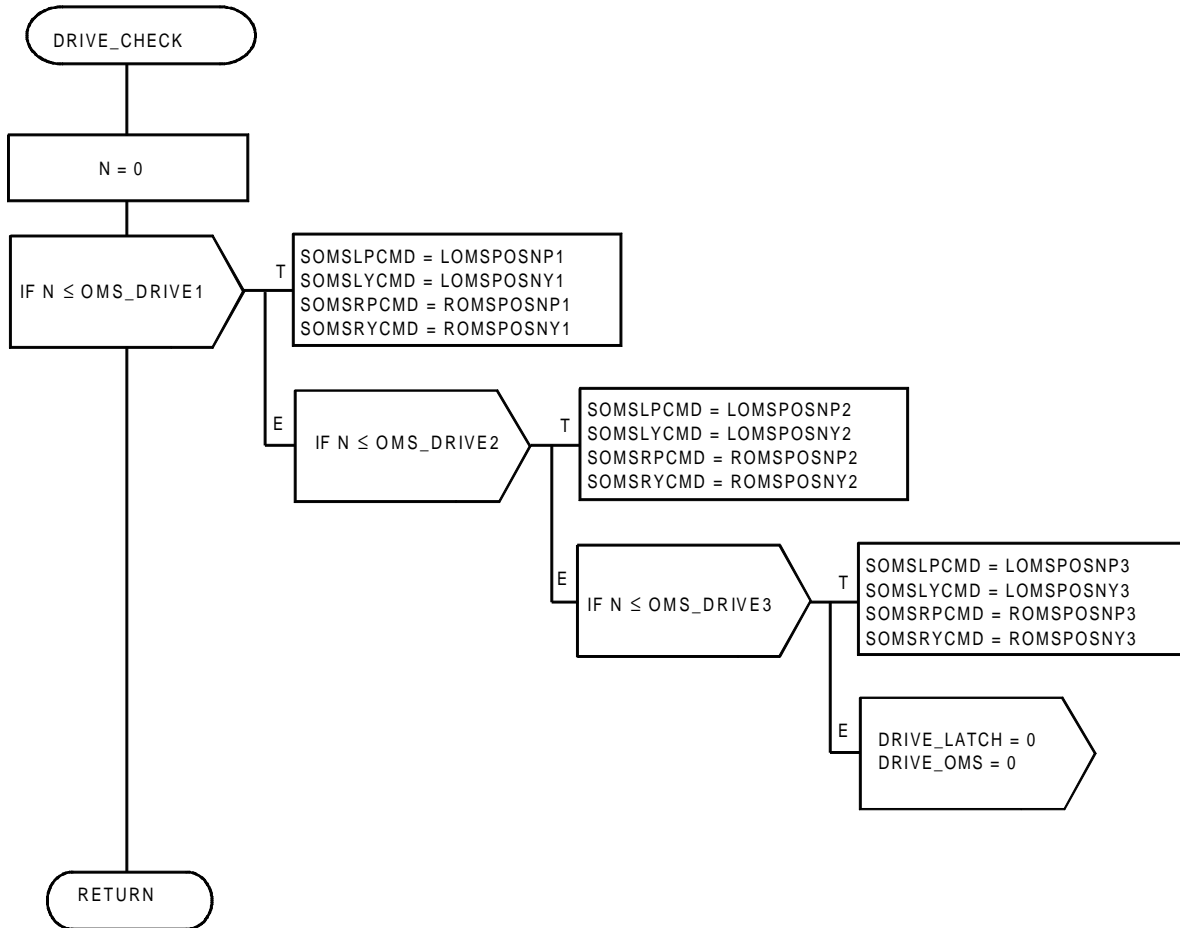 DRIVE_CHECK
N = 0
IF N ≤ OMS_DRIVE1
T
SOMSLPCMD = LOMSPOSNP1
SOMSLYCMD = LOMSPOSNY1
SOMSRPCMD = ROMSPOSNP1
SOMSRYCMD = ROMSPOSNY1
E
IF N ≤ OMS_DRIVE2
T
SOMSLPCMD = LOMSPOSNP2
SOMSLYCMD = LOMSPOSNY2
SOMSRPCMD = ROMSPOSNP2
SOMSRYCMD = ROMSPOSNY2
E
IF N ≤ OMS_DRIVE3
T
SOMSLPCMD = LOMSPOSNP3
SOMSLYCMD = LOMSPOSNY3
SOMSRPCMD = ROMSPOSNP3
SOMSRYCMD = ROMSPOSNY3
E
DRIVE_LATCH = 0
DRIVE_OMS = 0
RETURN